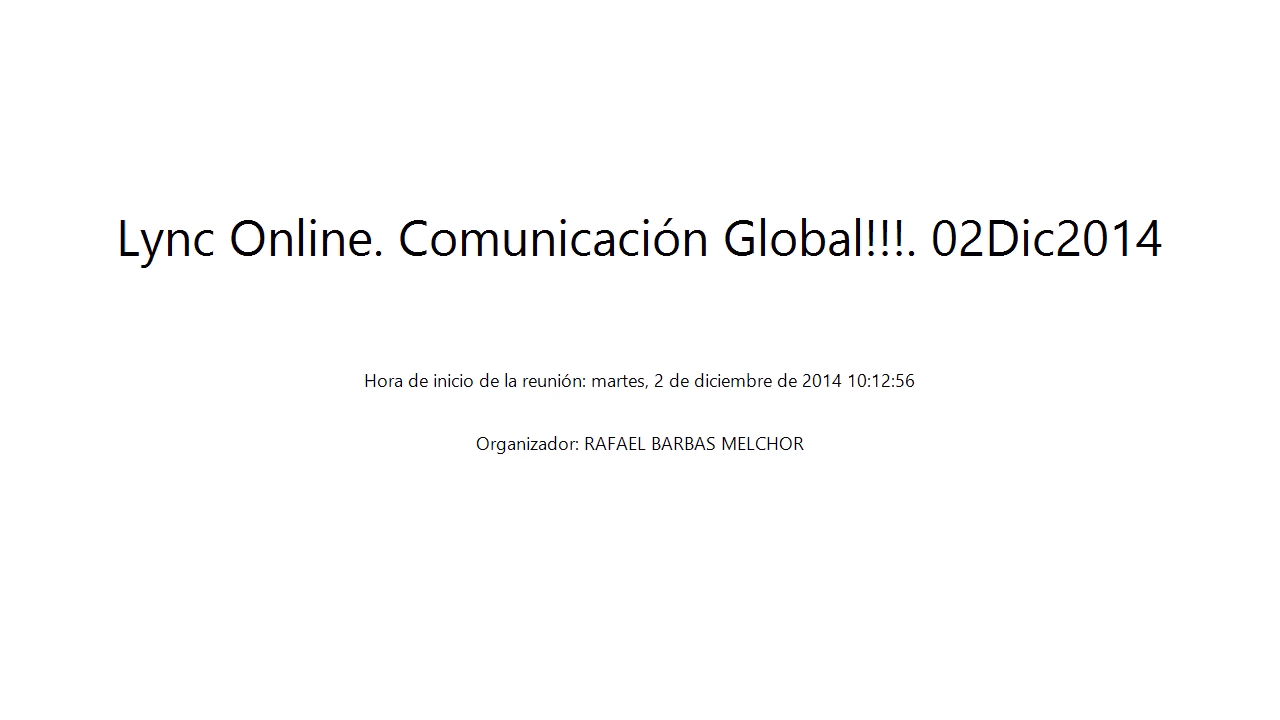 Lync Online. Comunicación Global!!!. 02Dic2014
Hora de inicio de la reunión: martes, 2 de diciembre de 2014 10:12:56
Organizador: RAFAEL BARBAS MELCHOR